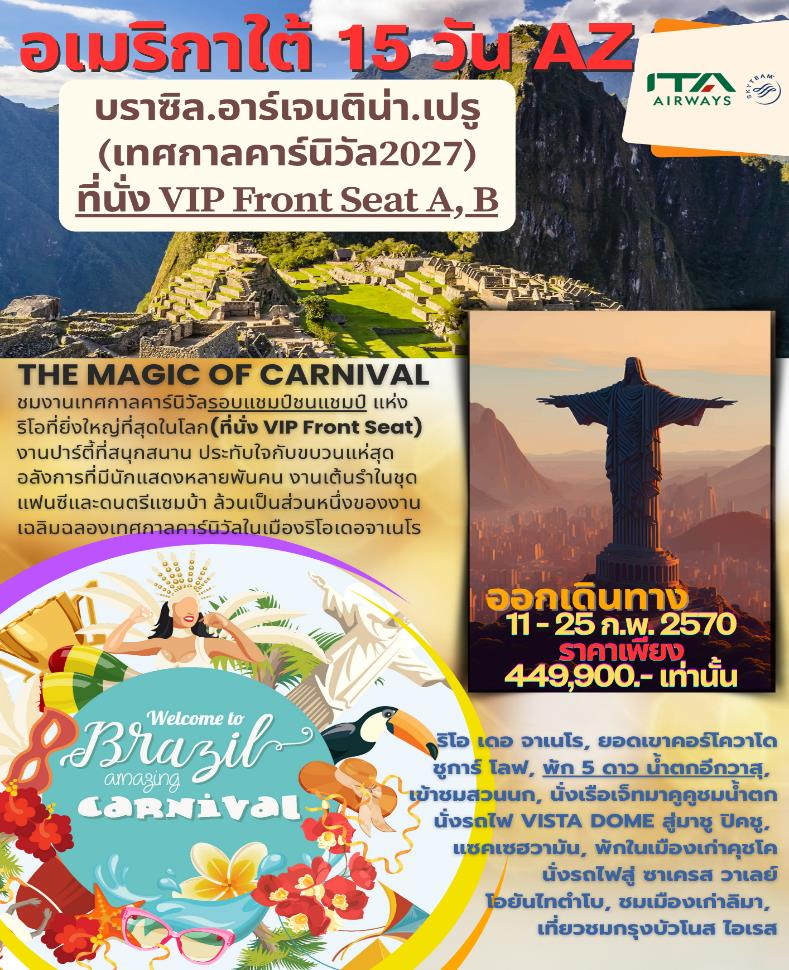 อเมริกาใต้ 15 วัน AZ
ITA
AIRWAYS
SKYTEAM
บราซิล.อาร์เจนติน่า.เปรู
(เทศกาลคาร์นิวัล2027)
ที่นั่ง VIP Front Seat A, B
THE MAGIC OF CARNIVAL
ชมงานเทศกาลคาร์นิวัลรอบแชมป์ชนแชมป์ แห่ง
ริโอที่ยิ่งใหญ่ที่สุดในโลก(ที่นั่ง VIP Front Seat)
งานปาร์ตี้ที่สนุกสนาน ประทับใจกับขบวนแห่สุด
อลังการที่มีนักแสดงหลายพันคน งานเต้นรำในชุด
แฟนซีและดนตรีแซมบ้า ล้วนเป็นส่วนหนึ่งของงาน
เฉลิมฉลองเทศกาลคาร์นิวัลในเมืองริโอเดอจาเนโร
ออกเดินทาง
11 - 25 ก.พ. 2570
ราคาเพียง
449,900.- เท่านั้น
Welcome to
Brazil
amazing
CARNIVAL
ริโอ เดอ จาเนโร, ยอดเขาคอร์โควาโด
ชูการ์ โลฟ, พัก 5 ดาว น้ำตกอีกวาสุ,
เข้าชมสวนนก, นั่งเรือเจ็ทมาคูคูชมน้ำตก
นั่งรถไฟ VISTA DOME สู่มาชู ปิคชู,
แซคเซฮวามัน, พักในเมืองเก่าคุซโค
นั่งรถไฟสู่ ซาเครส วาเลย์
โอยันไทตำโบ, ชมเมืองเก่าลิมา,
เที่ยวชมกรุงบัวโนส ไอเรส